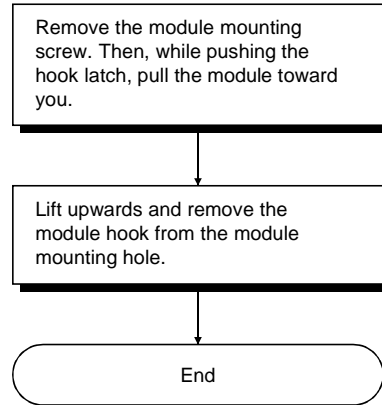 Remove the module mounting
screw. Then, while pushing the
hook latch, pull the module toward
you.
Lift upwards and remove the
module hook from the module
mounting hole.
End